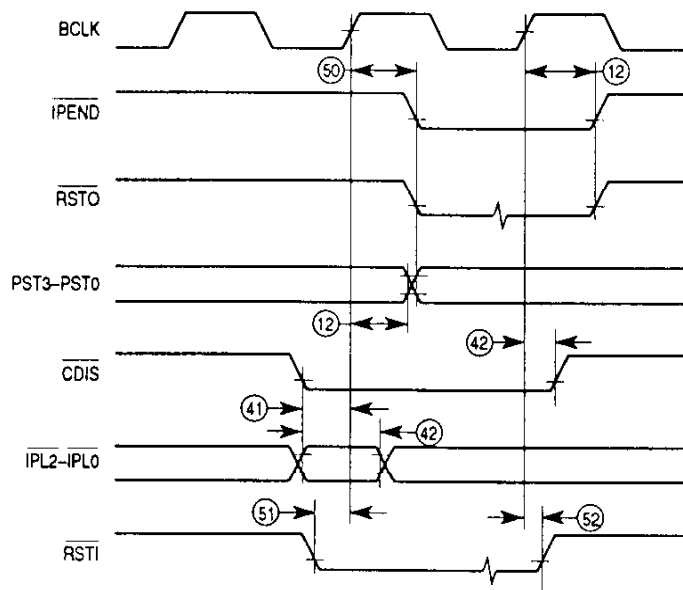 BCLK
50
12
IPEND
RSTO
PST3–PST0
12
42
CDIS
41
42
IPL2–IPL0
51
52
RSTI